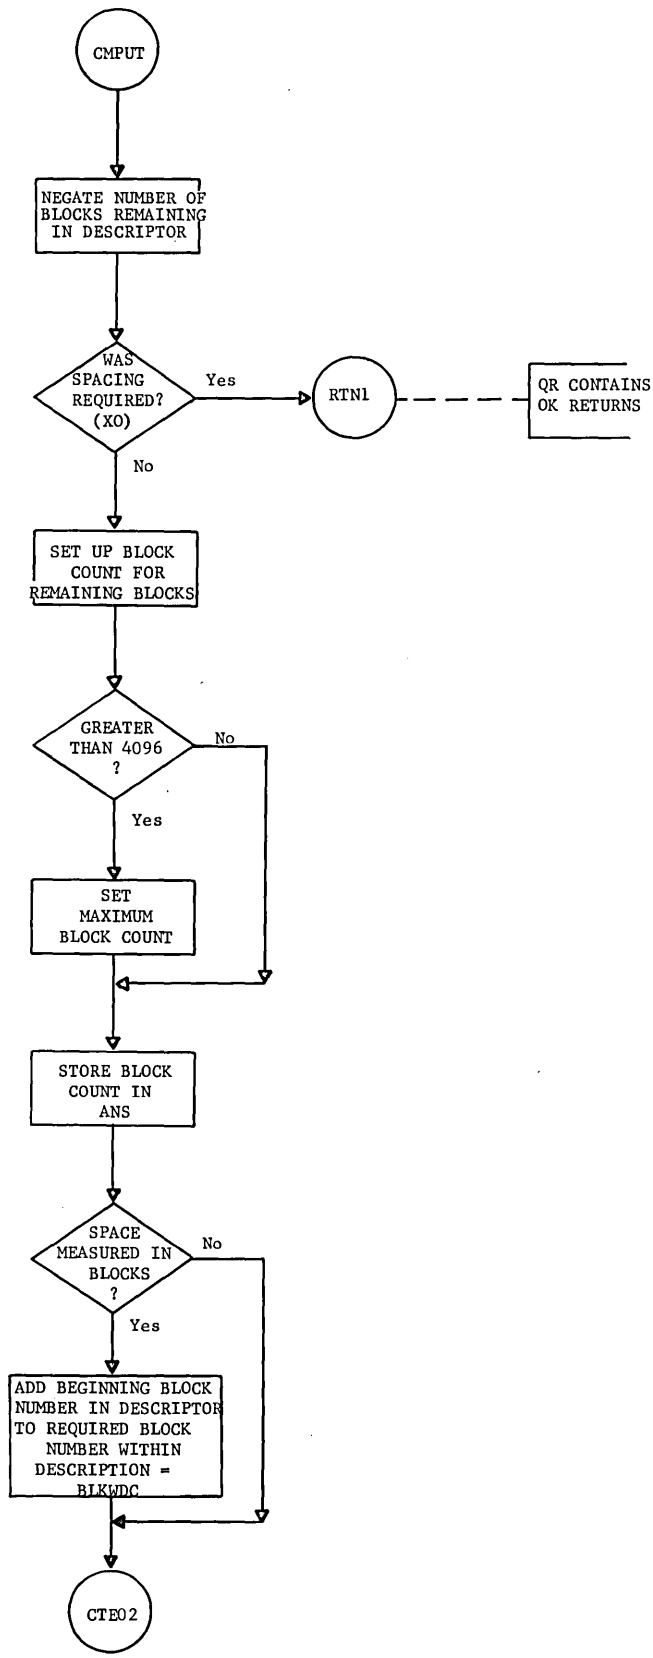 CMPUT
NEGATE NUMBER OF
BLOCKS REMAINING
IN DESCRIPTOR
WAS
SPACING
REQUIRED?
(XO)
Yes
RTN1
QR CONTAINS
OK RETURNS
No
SET UP BLOCK
COUNT FOR
REMAINING BLOCKS
GREATER
THAN 4096
?
No
Yes
SET
MAXIMUM
BLOCK COUNT
STORE BLOCK
COUNT IN
ANS
SPACE
MEASURED IN
BLOCKS
?
No
Yes
ADD BEGINNING BLOCK
NUMBER IN DESCRIPTOR
TO REQUIRED BLOCK
NUMBER WITHIN
DESCRIPTION =
BLKWDC
CTE02